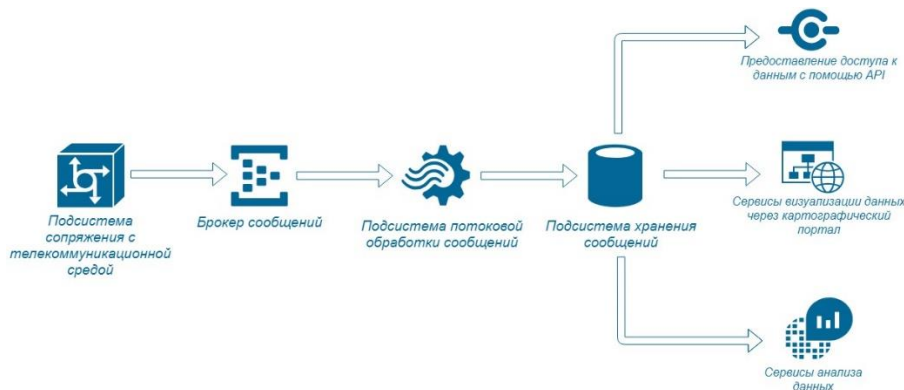 Предоставление доступа к
данным с помощью API
Подсистема
сопряжения с
телекоммуникационной
средой
Брокер сообщений
Подсистема потоковой
обработки сообщений
Подсистема хранения
сообщений
Сервисы визуализации данных
через картографический
портал
Сервисы анализа
данных